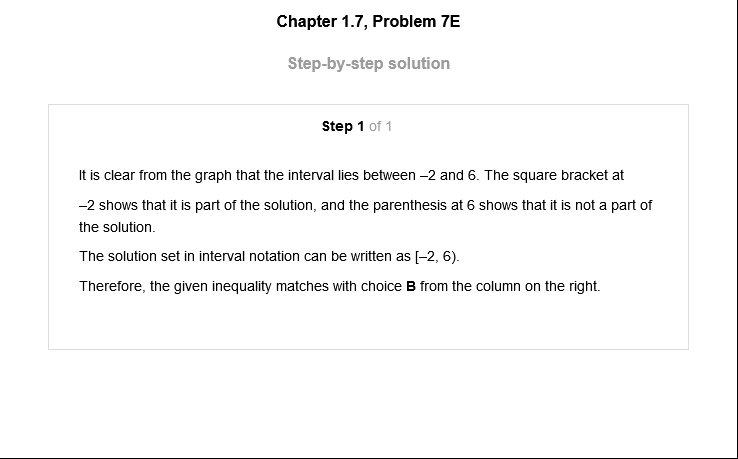 Chapter 1.7, Problem 7E
Step-by-step solution
Step 1 of 1
It is clear from the graph that the interval lies between –2 and 6. The square bracket at
–2 shows that it is part of the solution, and the parenthesis at 6 shows that it is not a part of
the solution.
The solution set in interval notation can be written as [–2, 6).
Therefore, the given inequality matches with choice B from the column on the right.